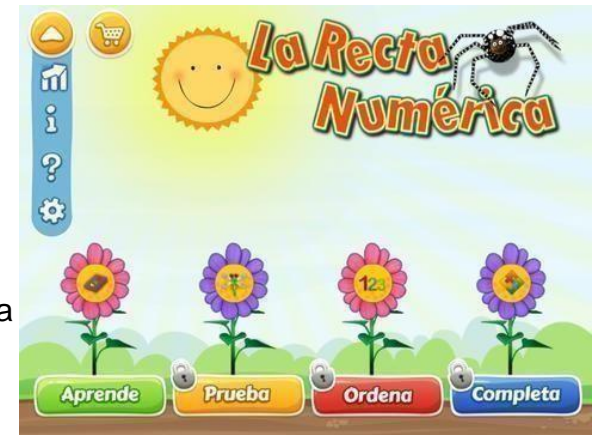 La Recta
Numérica
123
a
Aprende
Prueba
Ordena
Completa